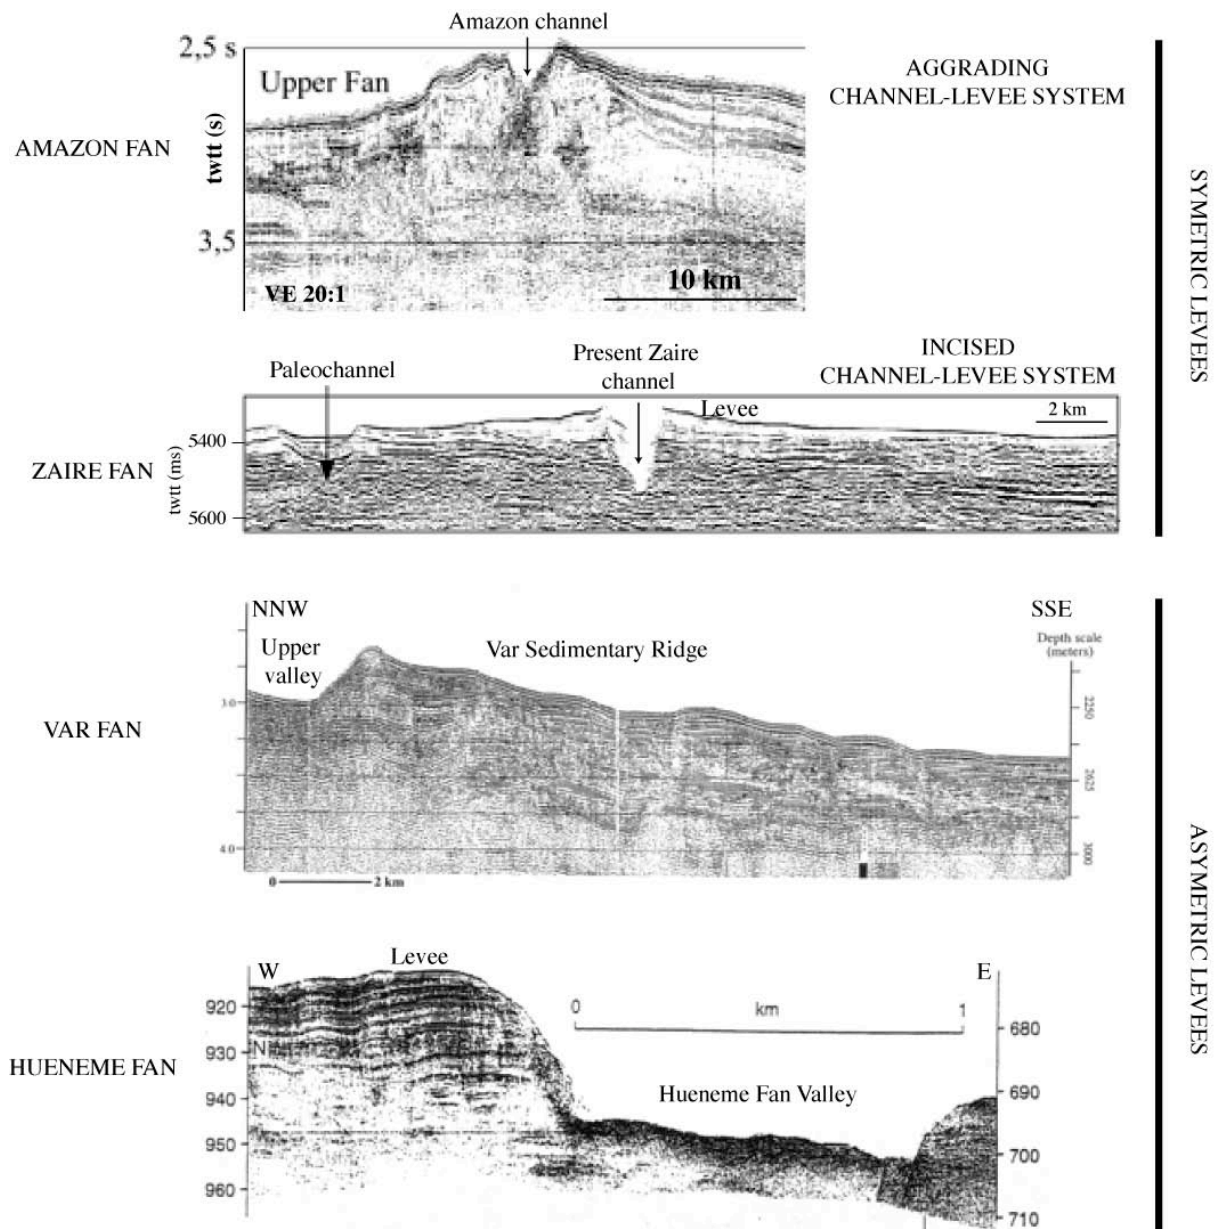 Amazon channel
2,5 s
Upper Fan
AGGRADING
CHANNEL-LEVEE SYSTEM
AMAZON FAN
twtt (s)
3,5
10 km
VE 20:1
SYMETRIC LEVEES
Paleochannel
Present Zaire
channel
INCISED
CHANNEL-LEVEE SYSTEM
Levee
2 km
5400
ZAIRE FAN
twtt (ms)
5600
NNW
SSE
Upper
valley
Var Sedimentary Ridge
Depth scale
(meters)
3 0
2250
VAR FAN
2625
4 0
3000
0
2 km
ASYMETRIC LEVEES
Levee
W
E
920
0
km
1
680
930
HUENEME FAN
940
Hueneme Fan Valley
690
950
700
960
710